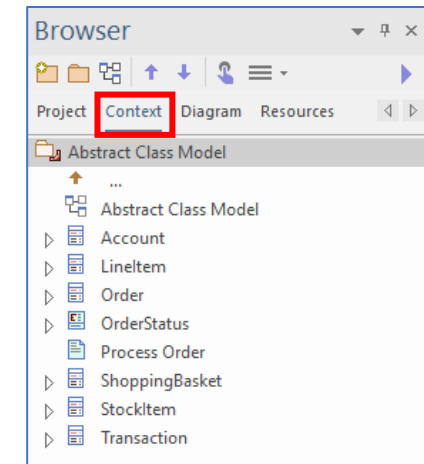 Browser
Project Context Diagram Resources
Abstract Class Model
...
Abstract Class Model
Account
LineItem
Order
OrderStatus
Process Order
ShoppingBasket
StockItem
Transaction